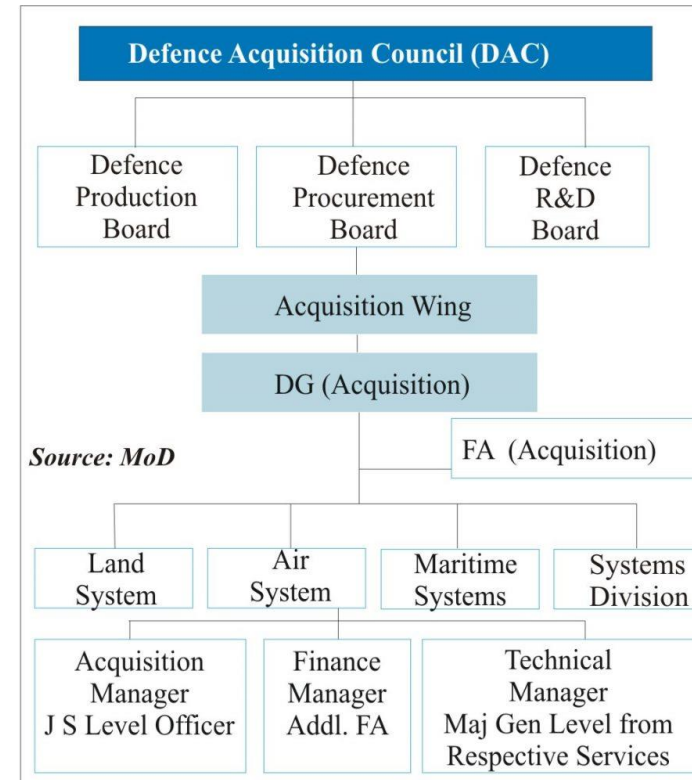 Defence Acquisition Council (DAC)
Defence
Production
Board
Defence
Procurement
Board
Defence
R&D
Board
Acquisition Wing
DG (Acquisition)
FA (Acquisition)
Source: MoD
Land
System
Air
System
Maritime
Systems
Systems
Division
Acquisition
Manager
J S Level Officer
Finance
Manager
Addl. FA
Technical
Manager
Maj Gen Level from
Respective Services